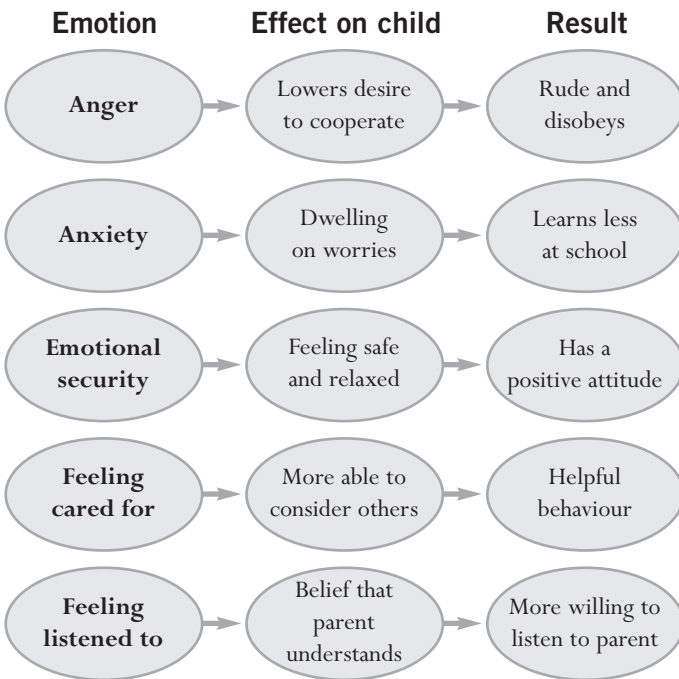 Emotion
Effect on child
Result
Anger
Lowers desire
to cooperate
Rude and
disobeys
Anxiety
Dwelling
on worries
Learns less
at school
Emotional
security
Feeling safe
and relaxed
Has a
positive attitude
Feeling
cared for
More able to
consider others
Helpful
behaviour
Feeling
listened to
Belief that
parent
understands
More willing to
listen to parent